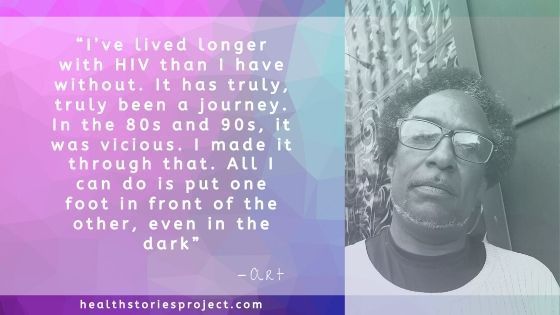 “I’ve lived longer
with HIV than I have
without. It has truly,
truly been a journey.
In the 80s and 90s, it
was vicious. I made it
through that. All I
can do is put one
foot in front of the
other, even in the
dark”
–art
healthstoriesproject.com